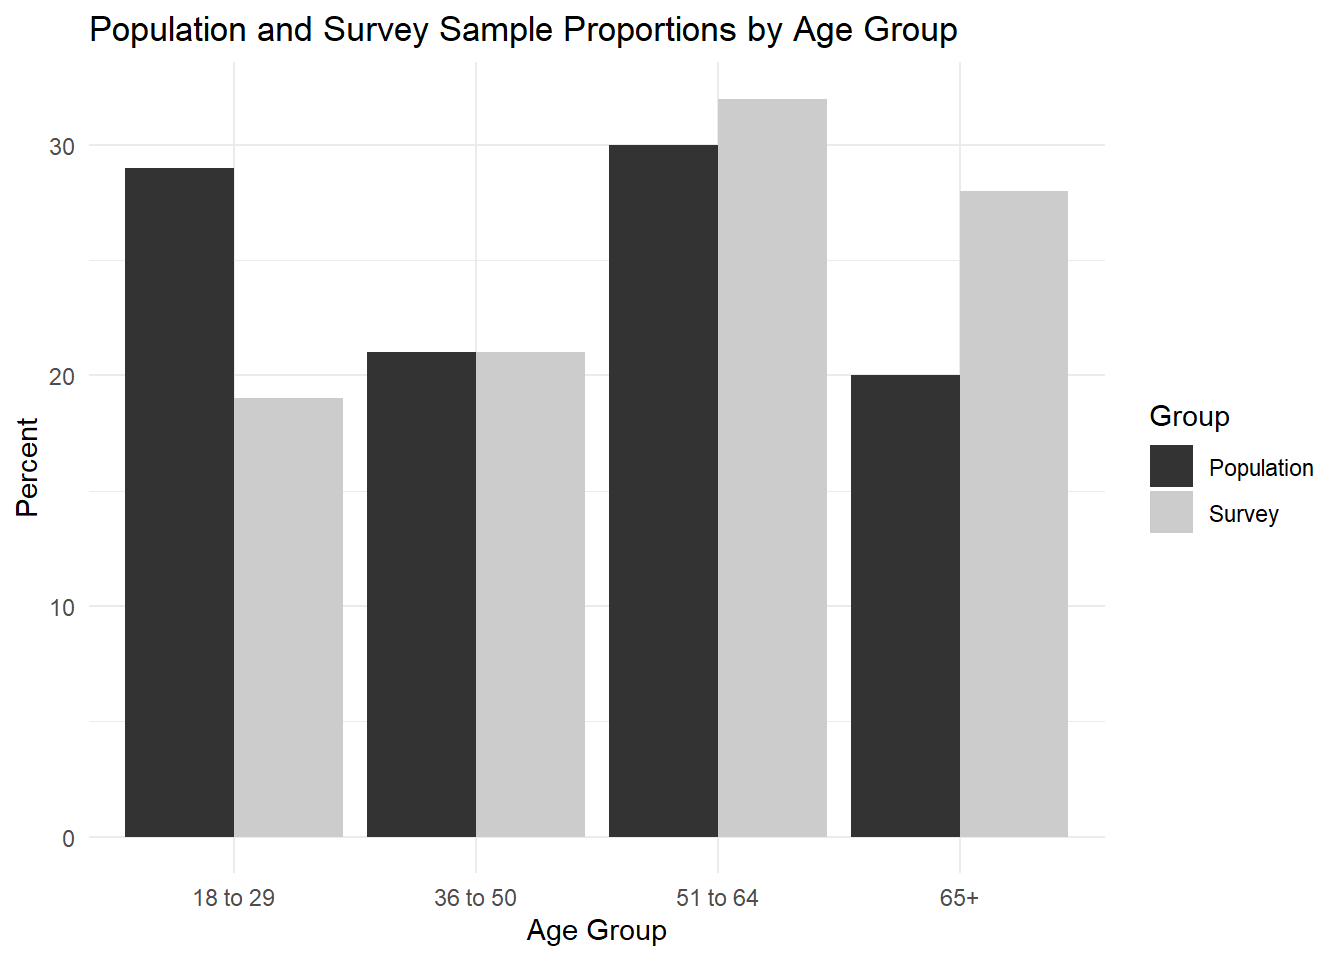 Population and Survey Sample Proportions by Age Group
30
20
10
0
Percent
18 to 29
36 to 50
51 to 64
65+
Age Group
Group
Population
Survey